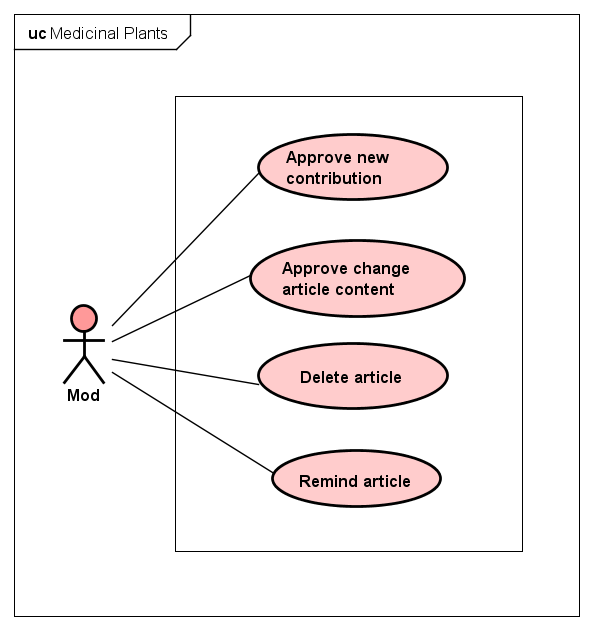 uc Medicinal Plants
Approve new
contribution
Approve change
article content
Delete article
Mod
Remind article